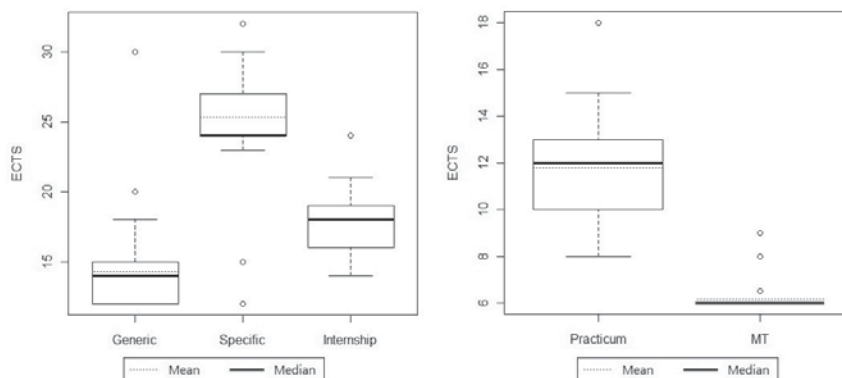 ECTS
30
25
20
15
Generic Specific Internship
Mean Median
ECTS
18
16
14
12
10
8
6
Practicum MT
Mean Median